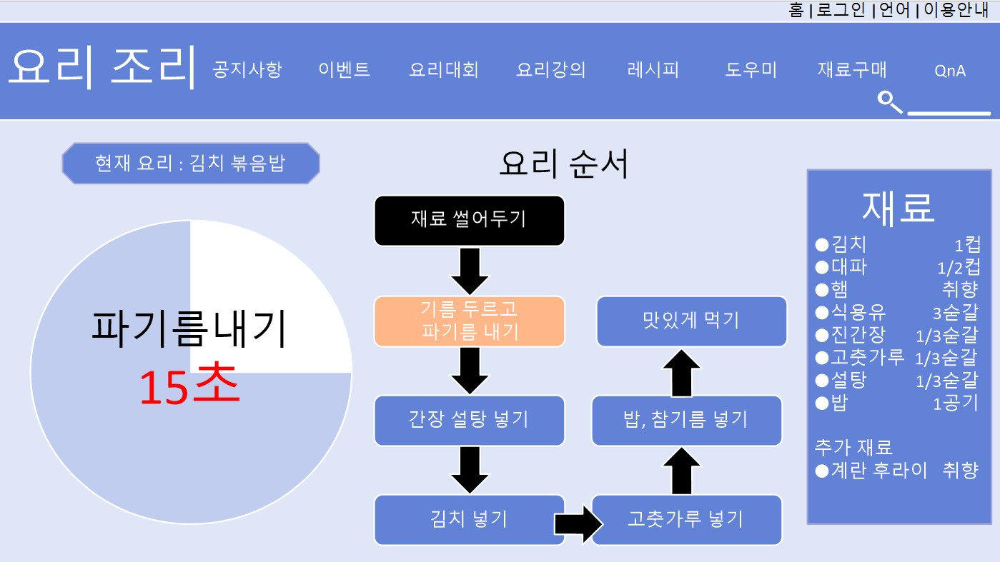 홈 | 로그인 | 언어 | 이용안내
요리 조리 공지사항 이벤트 요리대회 요리강의 레시피 도우미 재료구매 QnA
현재 요리 : 김치 볶음밥
파기름내기
15초
요리 순서
재료 썰어두기
기름 두르고
파기름 내기
간장 설탕 넣기
김치 넣기
고춧가루 넣기
밥, 참기름 넣기
맛있게 먹기
재료
●김치 1컵
●대파 1/2컵
●햄 취향
●식용유 3숟갈
●진간장 1/3숟갈
●고춧가루 1/3숟갈
●설탕 1/3숟갈
●밥 1공기
추가 재료
●계란 후라이 취향